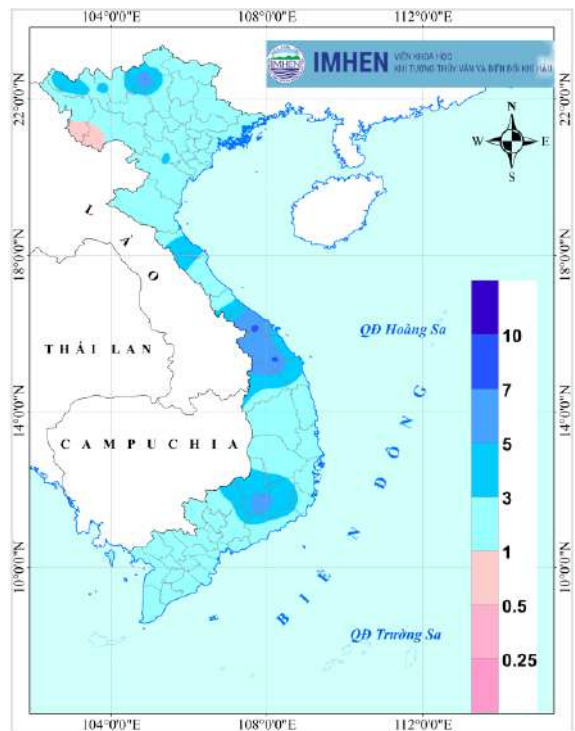 104°0'0"E 108°0'0"E 112°0'0"E
IMHEN
VIỆN KHOA HỌC
KHÍ TƯỢNG THỦY VĂN VÀ BIẾN ĐỔI KHÍ HẬU
22°0'0"N
22°0'0"N
N
W E
S
LÀO
18°0'0"N
18°0'0"N
QĐ Hoàng Sa
THÁI LAN
10
7
14°0'0"N
14°0'0"N
CAMPUCHIA
5
BIỂN ĐÔNG
3
10°0'0"N
10°0'0"N
1
0.5
QĐ Trường Sa
0.25
104°0'0"E 108°0'0"E 112°0'0"E